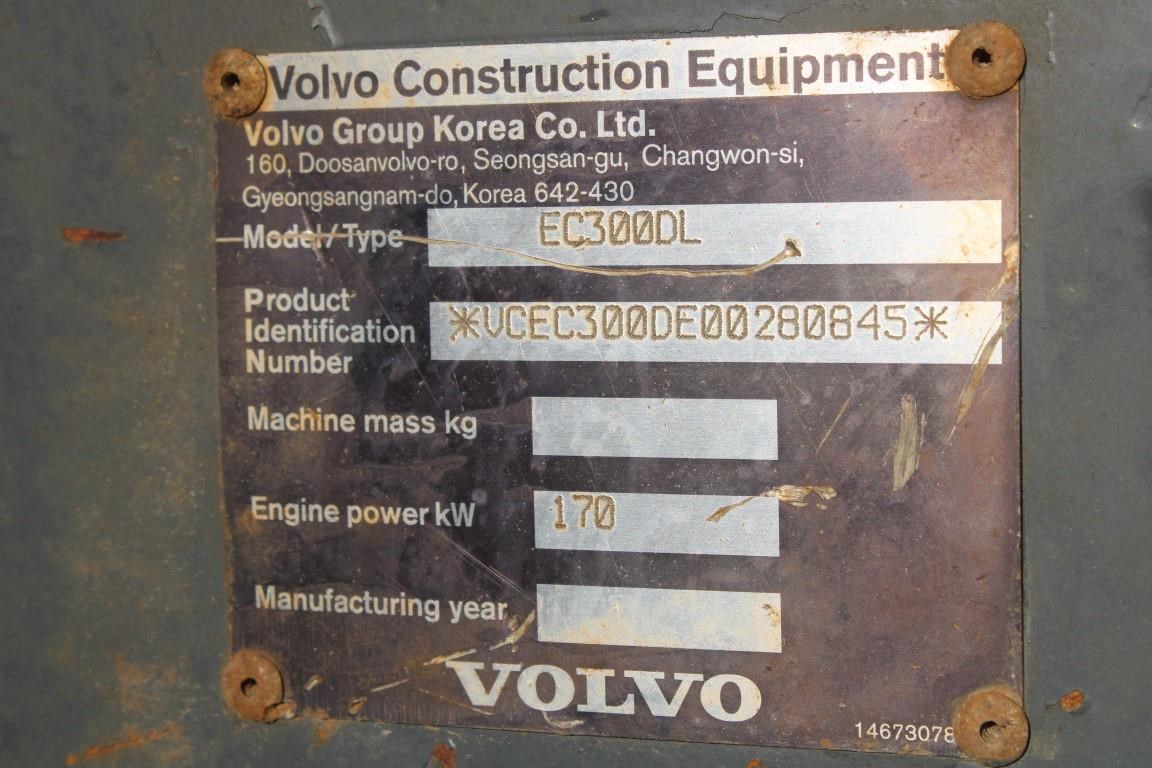 Volvo Construction Equipment
Volvo Group Korea Co. Ltd.
160, Doosanvolvo-ro, Seongsan-gu, Changwon-si,
Gyeongsangnam-do, Korea 642-430
Model/Type EC300DL
Product
Identification
Number
*VCEC300DE00280845*
Machine mass kg
Engine power kW 170
Manufacturing year
VOLVO
14673078